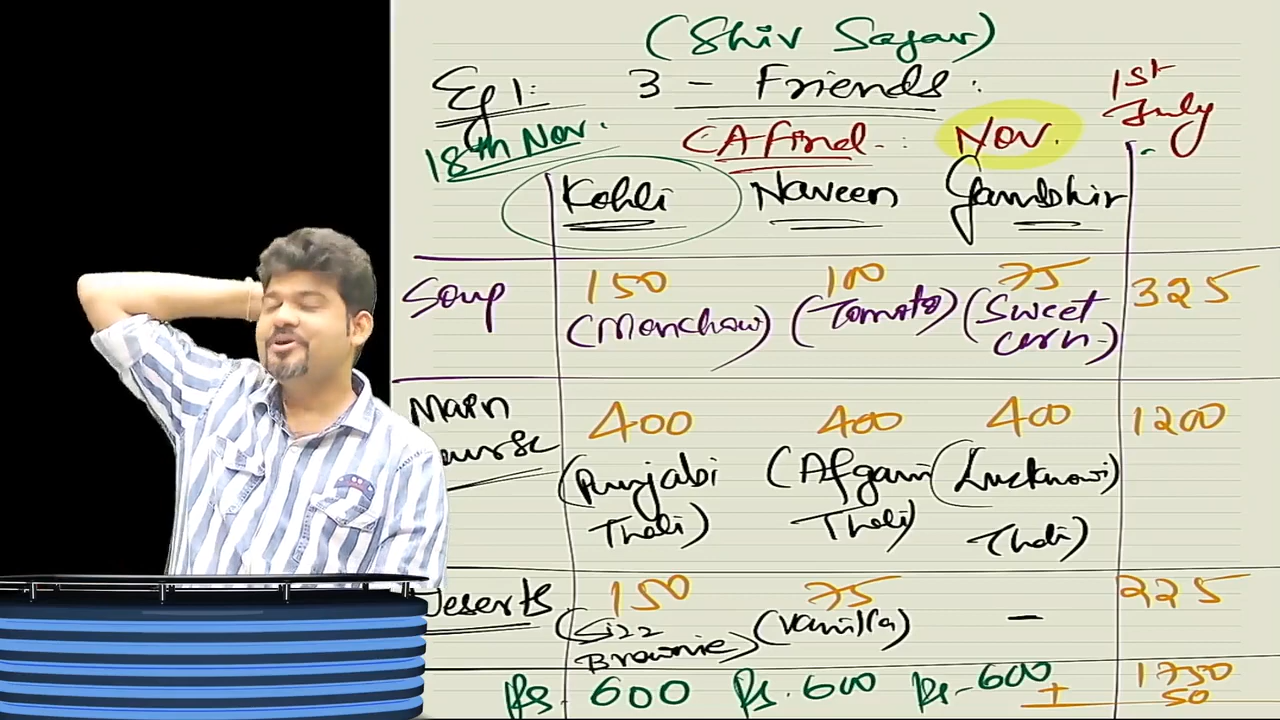 (Shiv Sagar)
Eg 1: 3 - Friends:
1st July
18th Nov. CA Final: Nov.
Kohli Naveen Gambhir
Soup 150 100 75 325
(Manchow) (Tomato) (Sweet corn)
Main Course 400 400 400 1200
(Punjabi Thali) (Afgani Thali) (Lucknowi Thali)
Deserts 150 75 - 225
(Sizz Brownie) (Vanilla)
Rs. 600 Rs. 600 Rs. 600 1750
+ 50